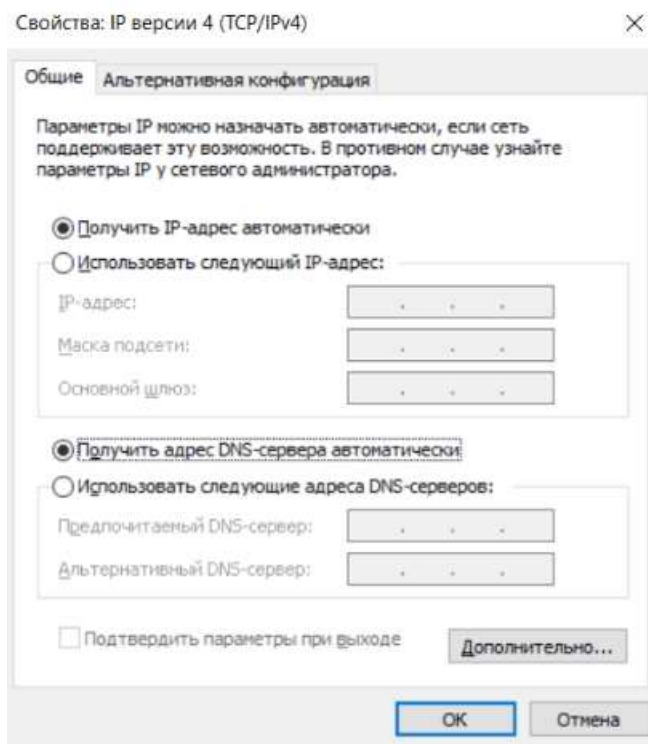 Свойства: IP версии 4 (TCP/IPv4)
Общие Альтернативная конфигурация
Параметры IP можно назначать автоматически, если сеть
поддерживает эту возможность. В противном случае узнайте
параметры IP у сетевого администратора.
Получить IP-адрес автоматически
Использовать следующий IP-адрес:
IP-адрес:
Маска подсети:
Основной шлюз:
Получить адрес DNS-сервера автоматически
Использовать следующие адреса DNS-серверов:
Предпочитаемый DNS-сервер:
Альтернативный DNS-сервер:
Подтвердить параметры при выходе
Дополнительно...
ОК Отмена